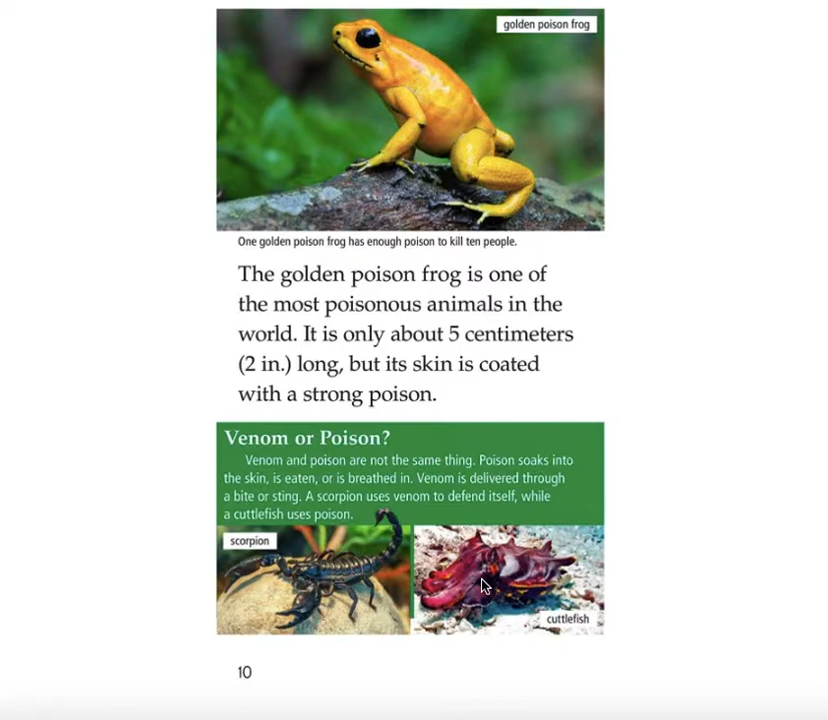 golden poison frog
One golden poison frog has enough poison to kill ten people.
The golden poison frog is one of
the most poisonous animals in the
world. It is only about 5 centimeters
(2 in.) long, but its skin is coated
with a strong poison.
Venom or Poison?
Venom and poison are not the same thing. Poison soaks into
the skin, is eaten, or is breathed in. Venom is delivered through
a bite or sting. A scorpion uses venom to defend itself, while
a cuttlefish uses poison.
scorpion
cuttlefish
10